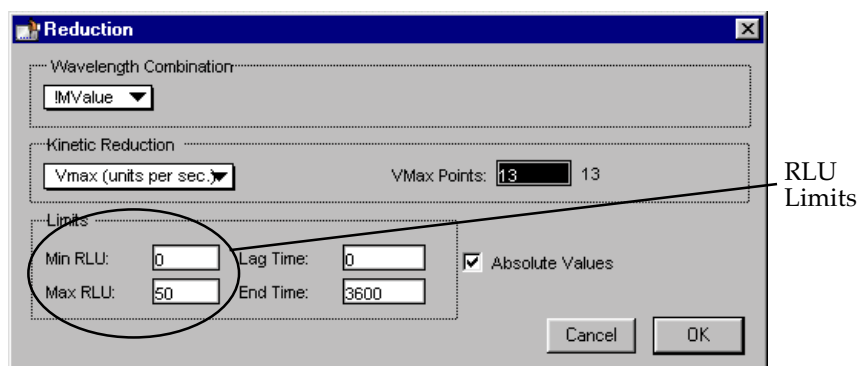 Reduction
Wavelength Combination
!MValue
Kinetic Reduction
Vmax (units per sec.)
VMax Points: 13 13
Limits
Min RLU: 0 Lag Time: 0
Absolute Values
Max RLU: 50 End Time: 3600
Cancel OK
RLU
Limits